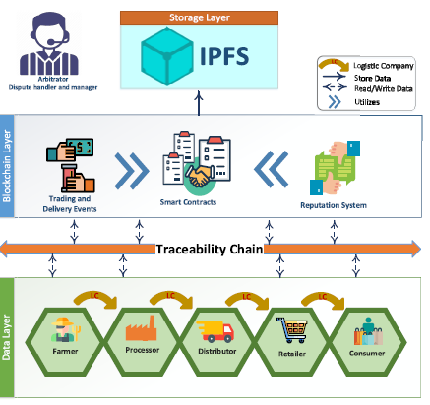 Storage Layer
IPFS
Arbitrator
Dispute handler and manager
LC
Logistic Company
Store Data
Read/Write Data
Utilizes
Blockchain Layer
Trading and
Delivery Events
Smart Contracts
Reputation System
Traceability Chain
Data Layer
LC
LC
LC
LC
Farmer
Processor
Distributor
Retailer
Consumer